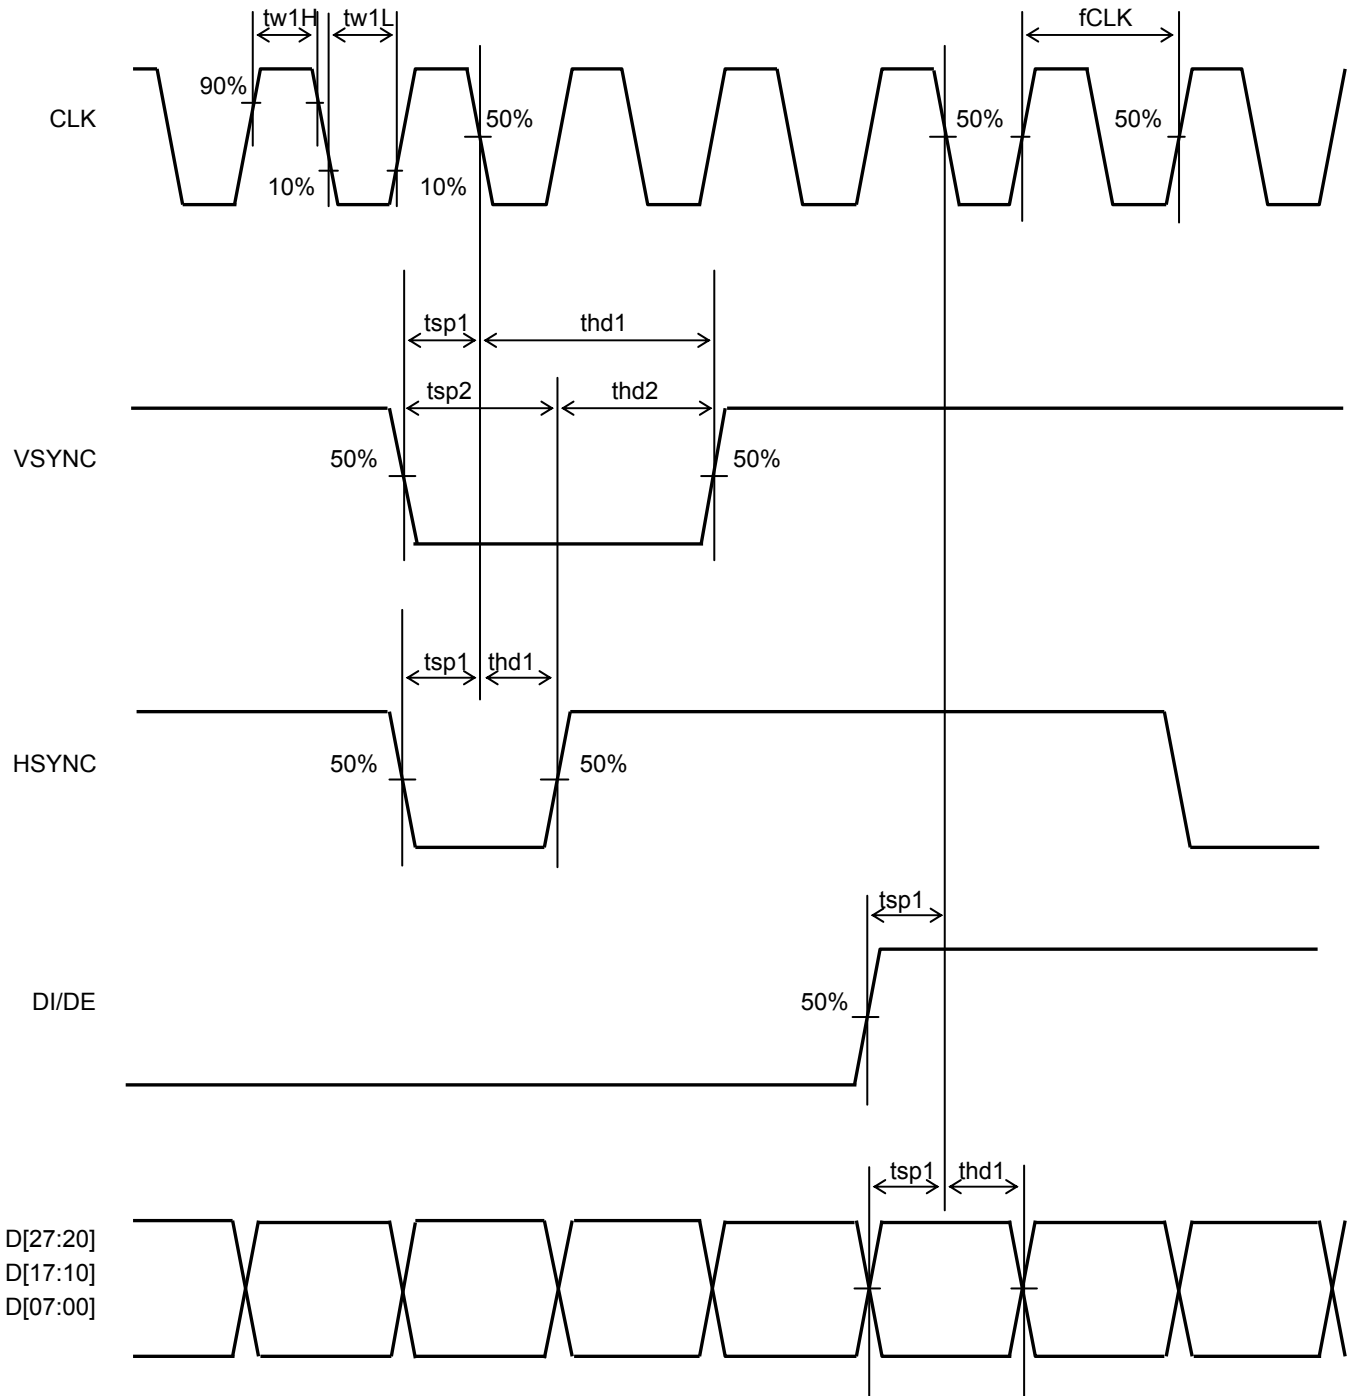 tw1H tw1L fCLK
90%
CLK 50% 50% 50%
10% 10%
tsp1 thd1
tsp2 thd2
VSYNC 50% 50%
tsp1 thd1
HSYNC 50% 50%
tsp1
DI/DE 50%
tsp1 thd1
D[27:20]
D[17:10]
D[07:00]